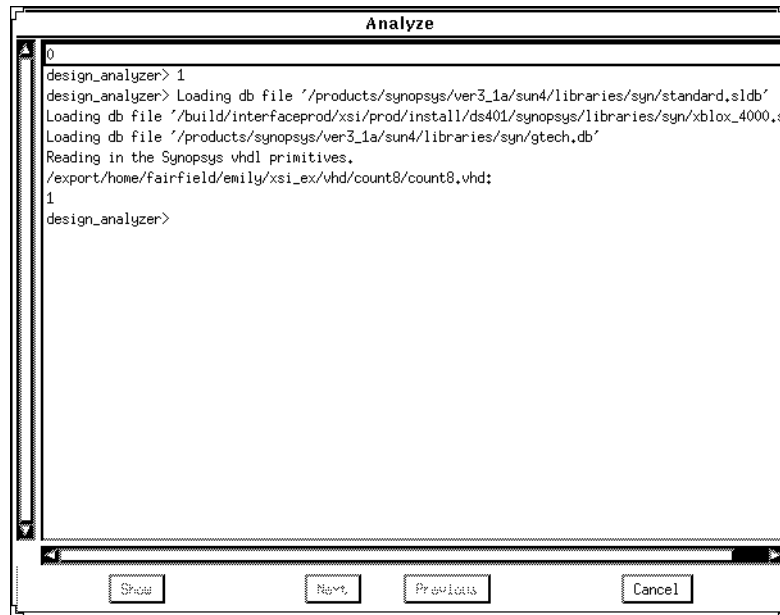 Analyze
0
design_analyzer> 1
design_analyzer> Loading db file '/products/synopsys/ver3_1a/sun4/libraries/syn/standard.sldb'
Loading db file '/build/interfaceprod/xsi/prod/install/ds401/synopsys/libraries/syn/xblox_4000.s
Loading db file '/products/synopsys/ver3_1a/sun4/libraries/syn/gtech.db'
Reading in the Synopsys vhdl primitives.
/export/home/fairfield/emily/xsi_ex/vhd/count8/count8.vhd:
1
design_analyzer>
Show Next Previous Cancel